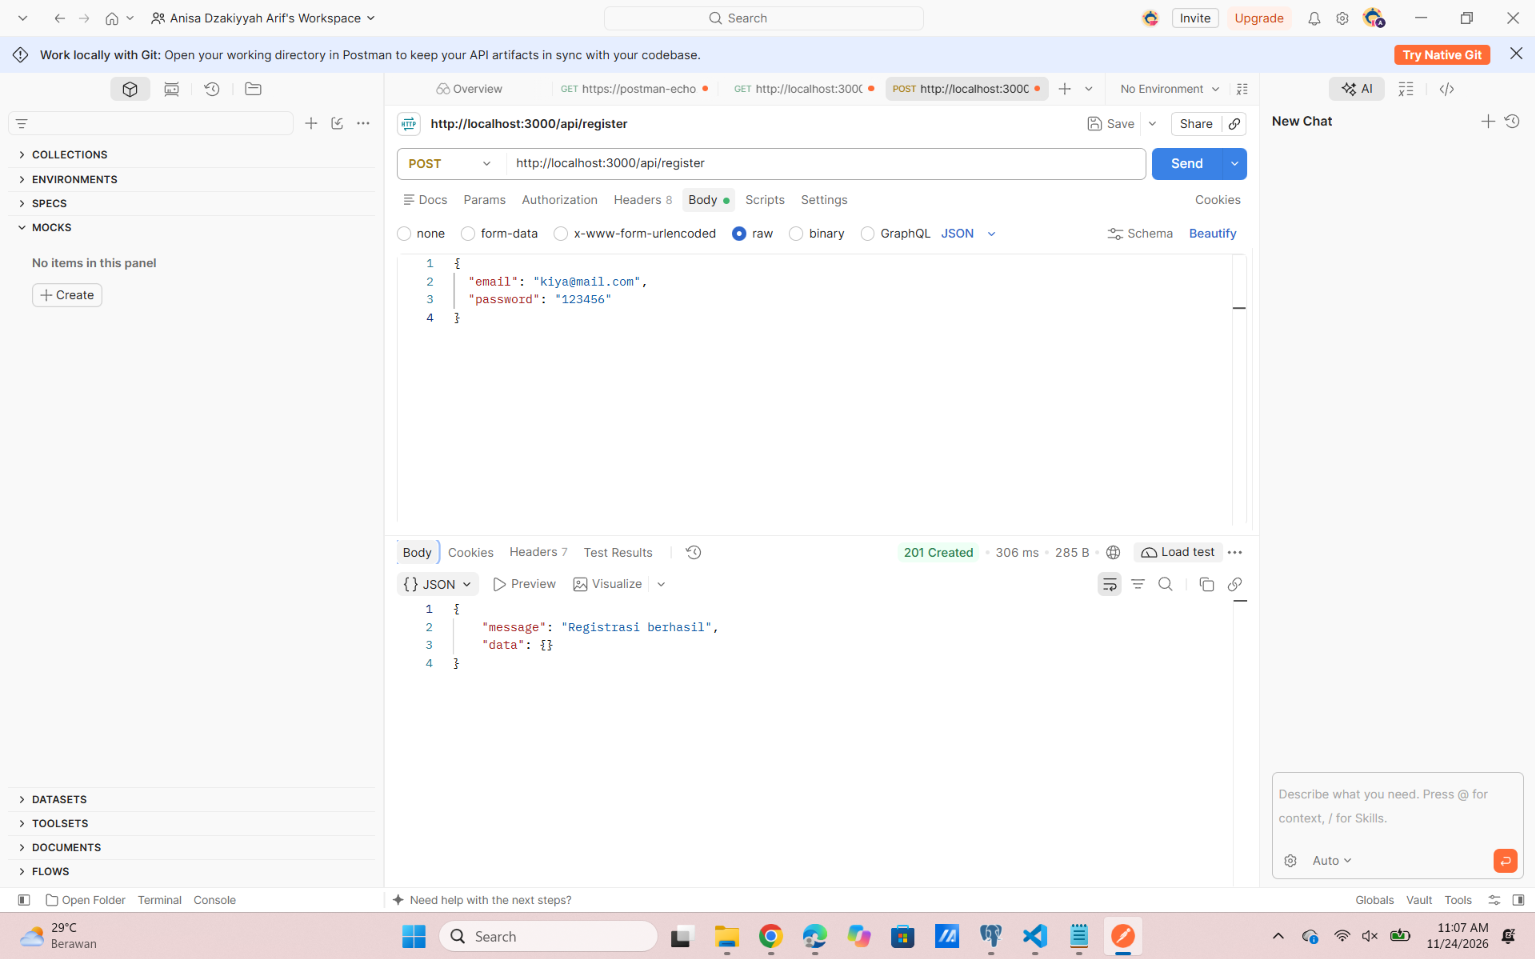 Anisa Dzakiyyah Arif's Workspace
Search
Invite
Upgrade
Work locally with Git: Open your working directory in Postman to keep your API artifacts in sync with your codebase.
Try Native Git
Overview
GET https://postman-echo
GET http://localhost:3000
POST http://localhost:3000
No Environment
AI
HTTP
http://localhost:3000/api/register
Save
Share
New Chat
COLLECTIONS
ENVIRONMENTS
SPECS
MOCKS
No items in this panel
Create
POST
http://localhost:3000/api/register
Send
Docs
Params
Authorization
Headers 8
Body
Scripts
Settings
Cookies
none
form-data
x-www-form-urlencoded
raw
binary
GraphQL
JSON
Schema
Beautify
1 {
2 "email": "kiya@mail.com",
3 "password": "123456"
4 }
Body
Cookies
Headers 7
Test Results
201 Created
306 ms
285 B
Load test
{} JSON
Preview
Visualize
1 {
2 "message": "Registrasi berhasil",
3 "data": {}
4 }
DATASETS
TOOLSETS
DOCUMENTS
FLOWS
Describe what you need. Press @ for
context, / for Skills.
Auto
Open Folder
Terminal
Console
Need help with the next steps?
Globals
Vault
Tools
29°C
Berawan
Search
11:07 AM
11/24/2026